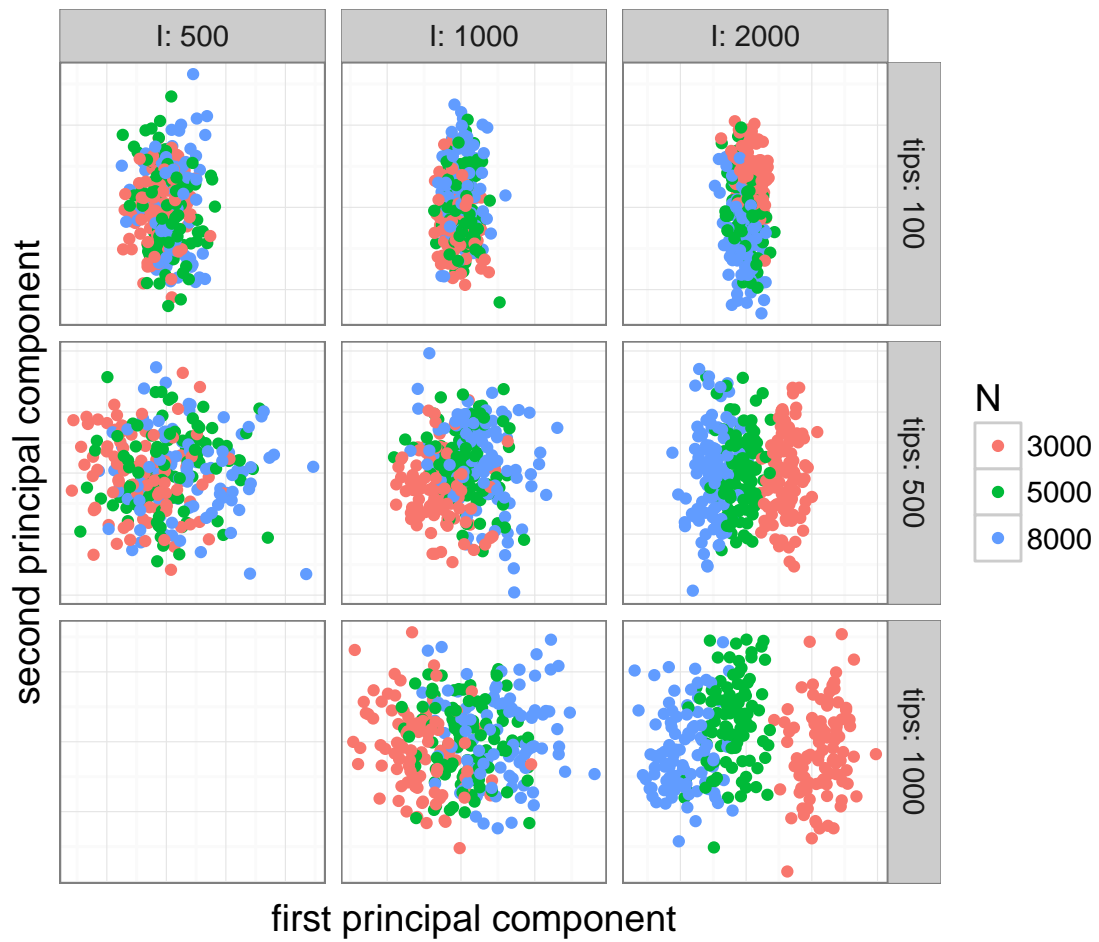 I: 500
I: 1000
I: 2000
tips: 100
tips: 500
tips: 1000
second principal component
first principal component
N
3000
5000
8000